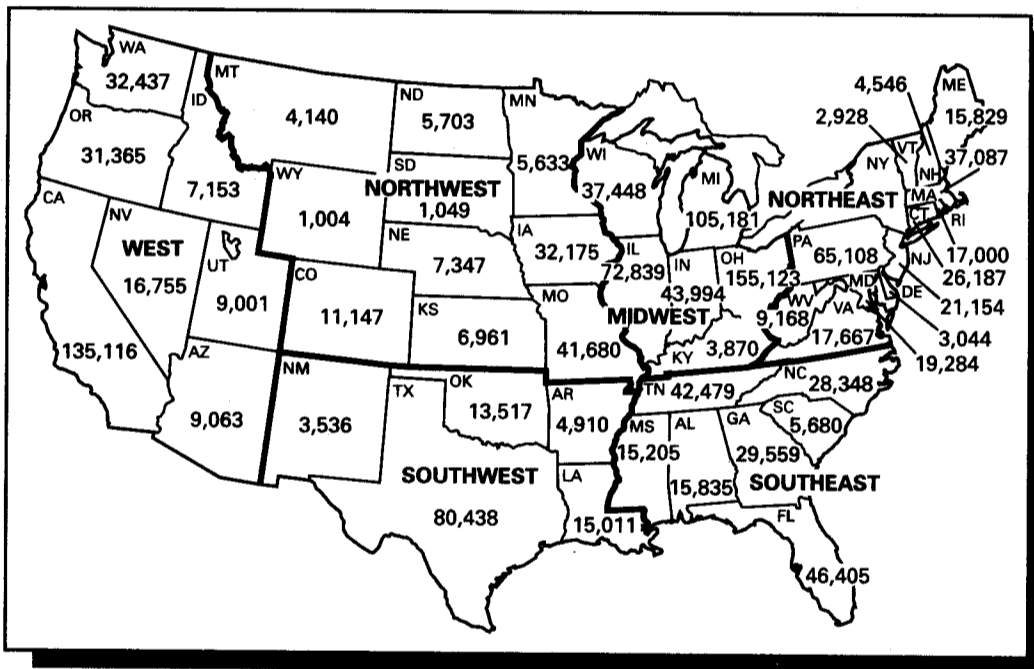 WA
32,437
OR
31,365
ID
7,153
MT
4,140
ND
5,703
MN
5,633
SD
NORTHWEST
1,049
WY
1,004
NE
7,347
IA
32,175
CA
135,116
NV
WEST
16,755
UT
9,001
CO
11,147
KS
6,961
MO
41,680
AZ
9,063
NM
3,536
TX
OK
13,517
AR
4,910
SOUTHWEST
80,438
LA
15,011
WI
37,448
MI
105,181
IL
72,839
IN
43,994
OH
155,123
MIDWEST
KY
3,870
NORTHEAST
NY
4,546
2,928
VT
NH
ME
15,829
37,087
MA
CT
RI
17,000
26,187
NJ
21,154
PA
65,108
MD
DE
3,044
19,284
WV
9,168
VA
17,667
TN
42,479
NC
28,348
MS
15,205
AL
15,835
GA
29,559
SC
5,680
SOUTHEAST
FL
46,405